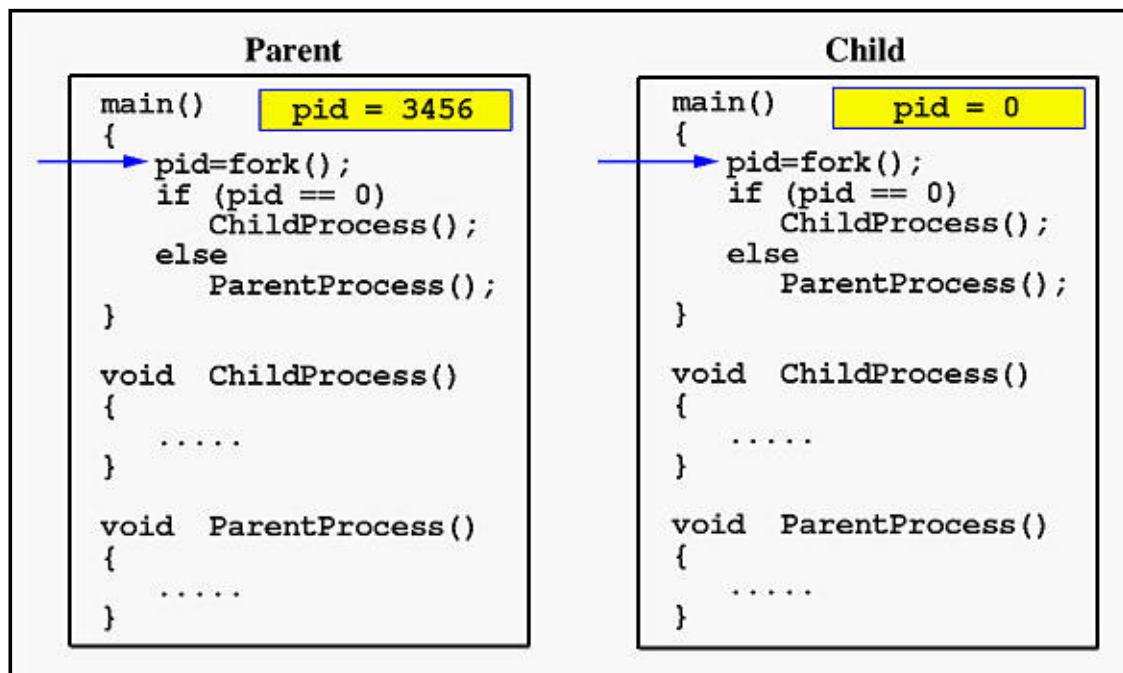 Parent
main()
pid = 3456
{
pid=fork();
if (pid == 0)
ChildProcess();
else
ParentProcess();
}
void ChildProcess()
{
.....
}
void ParentProcess()
{
.....
}
Child
main()
pid = 0
{
pid=fork();
if (pid == 0)
ChildProcess();
else
ParentProcess();
}
void ChildProcess()
{
.....
}
void ParentProcess()
{
.....
}